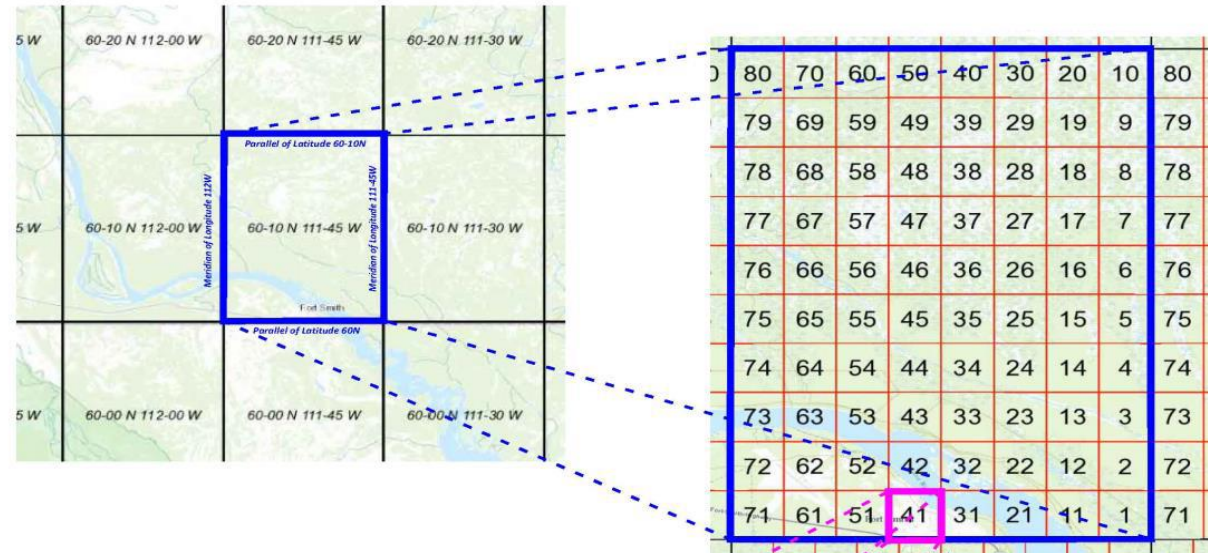 5 W 60-20 N 112-00 W 60-20 N 111-45 W 60-20 N 111-30 W
Parallel of Latitude 60-10N
Meridian of Longitude 112W
Meridian of Longitude 111-45W
5 W 60-10 N 112-00 W 60-10 N 111-45 W 60-10 N 111-30 W
Fort Smith
Parallel of Latitude 60N
5 W 60-00 N 112-00 W 60-00 N 111-45 W 60-00 N 111-30 W
80 70 60 50 40 30 20 10 80
79 69 59 49 39 29 19 9 79
78 68 58 48 38 28 18 8 78
77 67 57 47 37 27 17 7 77
76 66 56 46 36 26 16 6 76
75 65 55 45 35 25 15 5 75
74 64 54 44 34 24 14 4 74
73 63 53 43 33 23 13 3 73
72 62 52 42 32 22 12 2 72
71 61 51 41 31 21 11 1 71
Fort Smith